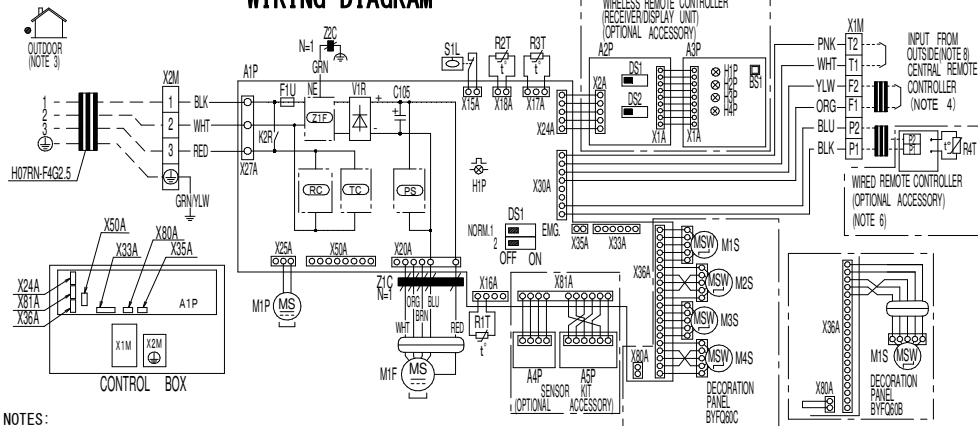 WIRING DIAGRAM
OUTDOOR
(NOTE 3)
1
2
3
H07RN-F4G2.5
X2M
1
2
3
BLK
WHT
RED
GRN/YLW
A1P
X27A
F1U
K2R
N=1
Z2C
GRN
NE
Z1F
V1R
+
-
C105
RC
TC
PS
X25A
X50A
X20A
M1P
MS
Z1C
N=1
ORG
BLU
BRN
WHT
RED
M1F
MS
S1L
R2T
R3T
t°
t°
X15A
X18A
X17A
H1P
DS1
NORM.1
2
EMG.
OFF ON
X24A
X30A
X35A
X33A
X16A
R1T
t°
X81A
A4P
A5P
SENSOR KIT
(OPTIONAL ACCESSORY)
WIRELESS REMOTE CONTROLLER
(RECEIVER/DISPLAY UNIT)
(OPTIONAL ACCESSORY)
A2P
A3P
X2A
DS1
DS2
X1A
X1A
H1P
H2P
H3P
H4P
BS1
X1M
PNK
T2
WHT
T1
YLW
F2
ORG
F1
BLU
P2
BLK
P1
INPUT FROM
OUTSIDE(NOTE 8)
CENTRAL REMOTE
CONTROLLER
(NOTE 4)
P2
P1
t°
R4T
WIRED REMOTE CONTROLLER
(OPTIONAL ACCESSORY)
(NOTE 6)
X36A
MSW
M1S
MSW
M2S
MSW
M3S
MSW
M4S
X80A
DECORATION
PANEL
BYFQ60C
X36A
X80A
M1S
MSW
DECORATION
PANEL
BYFQ60B
X50A
X80A
X33A
X35A
X24A
X81A
X36A
A1P
X1M
X2M
CONTROL BOX
NOTES: